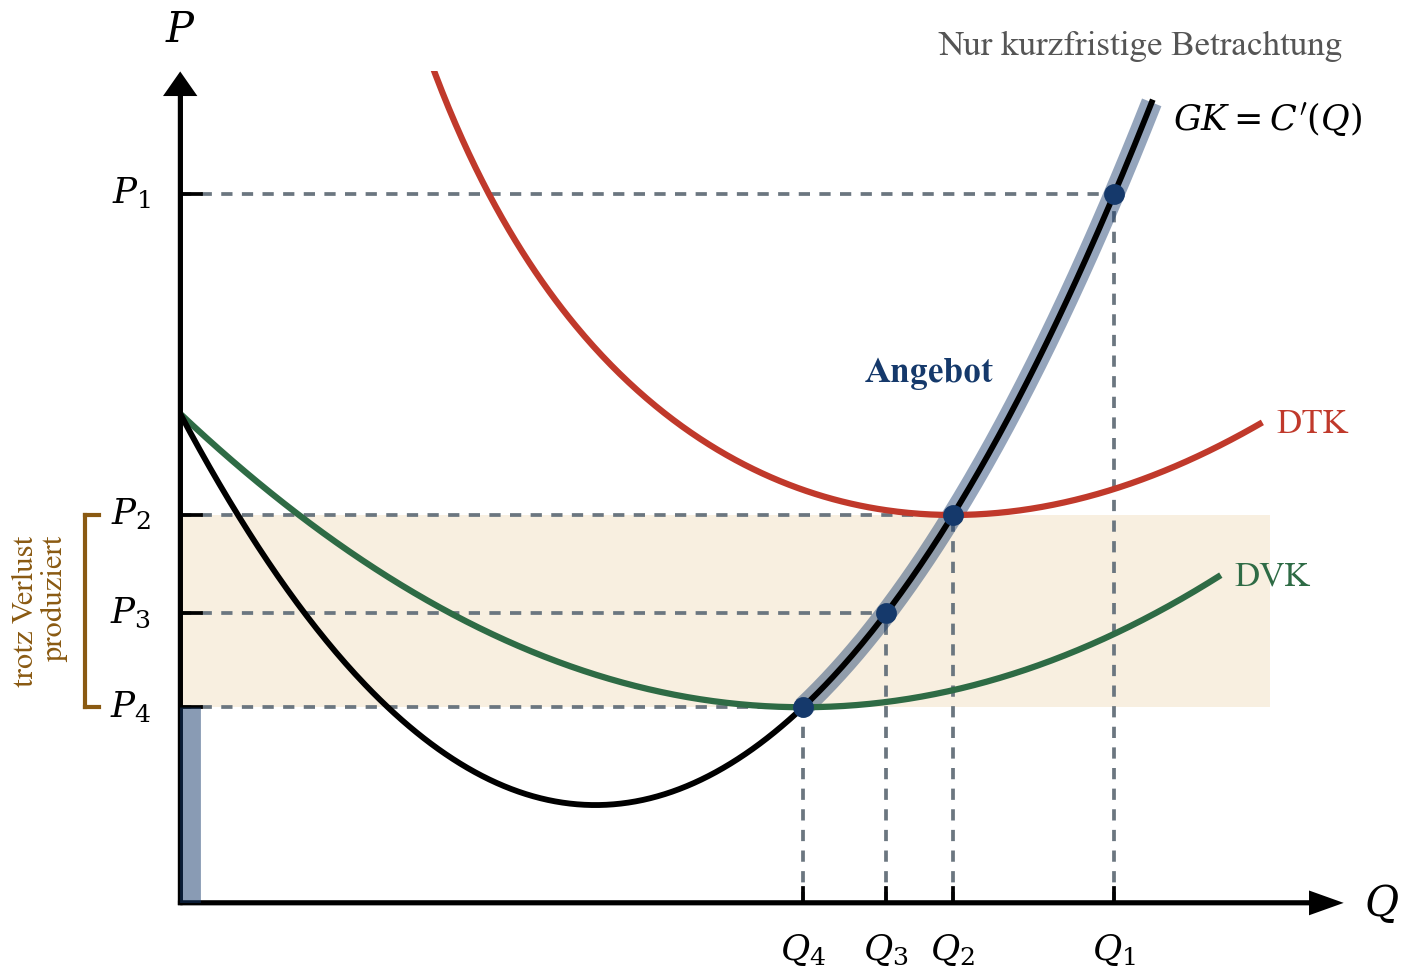 P
Nur kurzfristige Betrachtung
GK = C′(Q)
P₁
Angebot
DTK
P₂
DVK
trotz Verlust
produziert
P₃
P₄
Q
Q₄
Q₃
Q₂
Q₁